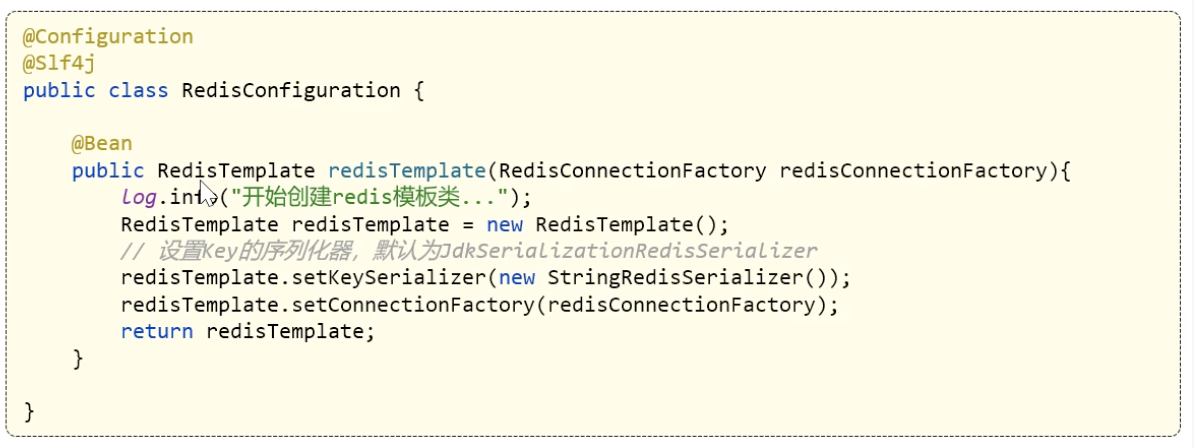 @Configuration
@Slf4j
public class RedisConfiguration {
@Bean
public RedisTemplate redisTemplate(RedisConnectionFactory redisConnectionFactory){
log.info("开始创建redis模板类...");
RedisTemplate redisTemplate = new RedisTemplate();
// 设置Key的序列化器，默认为JdkSerializationRedisSerializer
redisTemplate.setKeySerializer(new StringRedisSerializer());
redisTemplate.setConnectionFactory(redisConnectionFactory);
return redisTemplate;
}
}